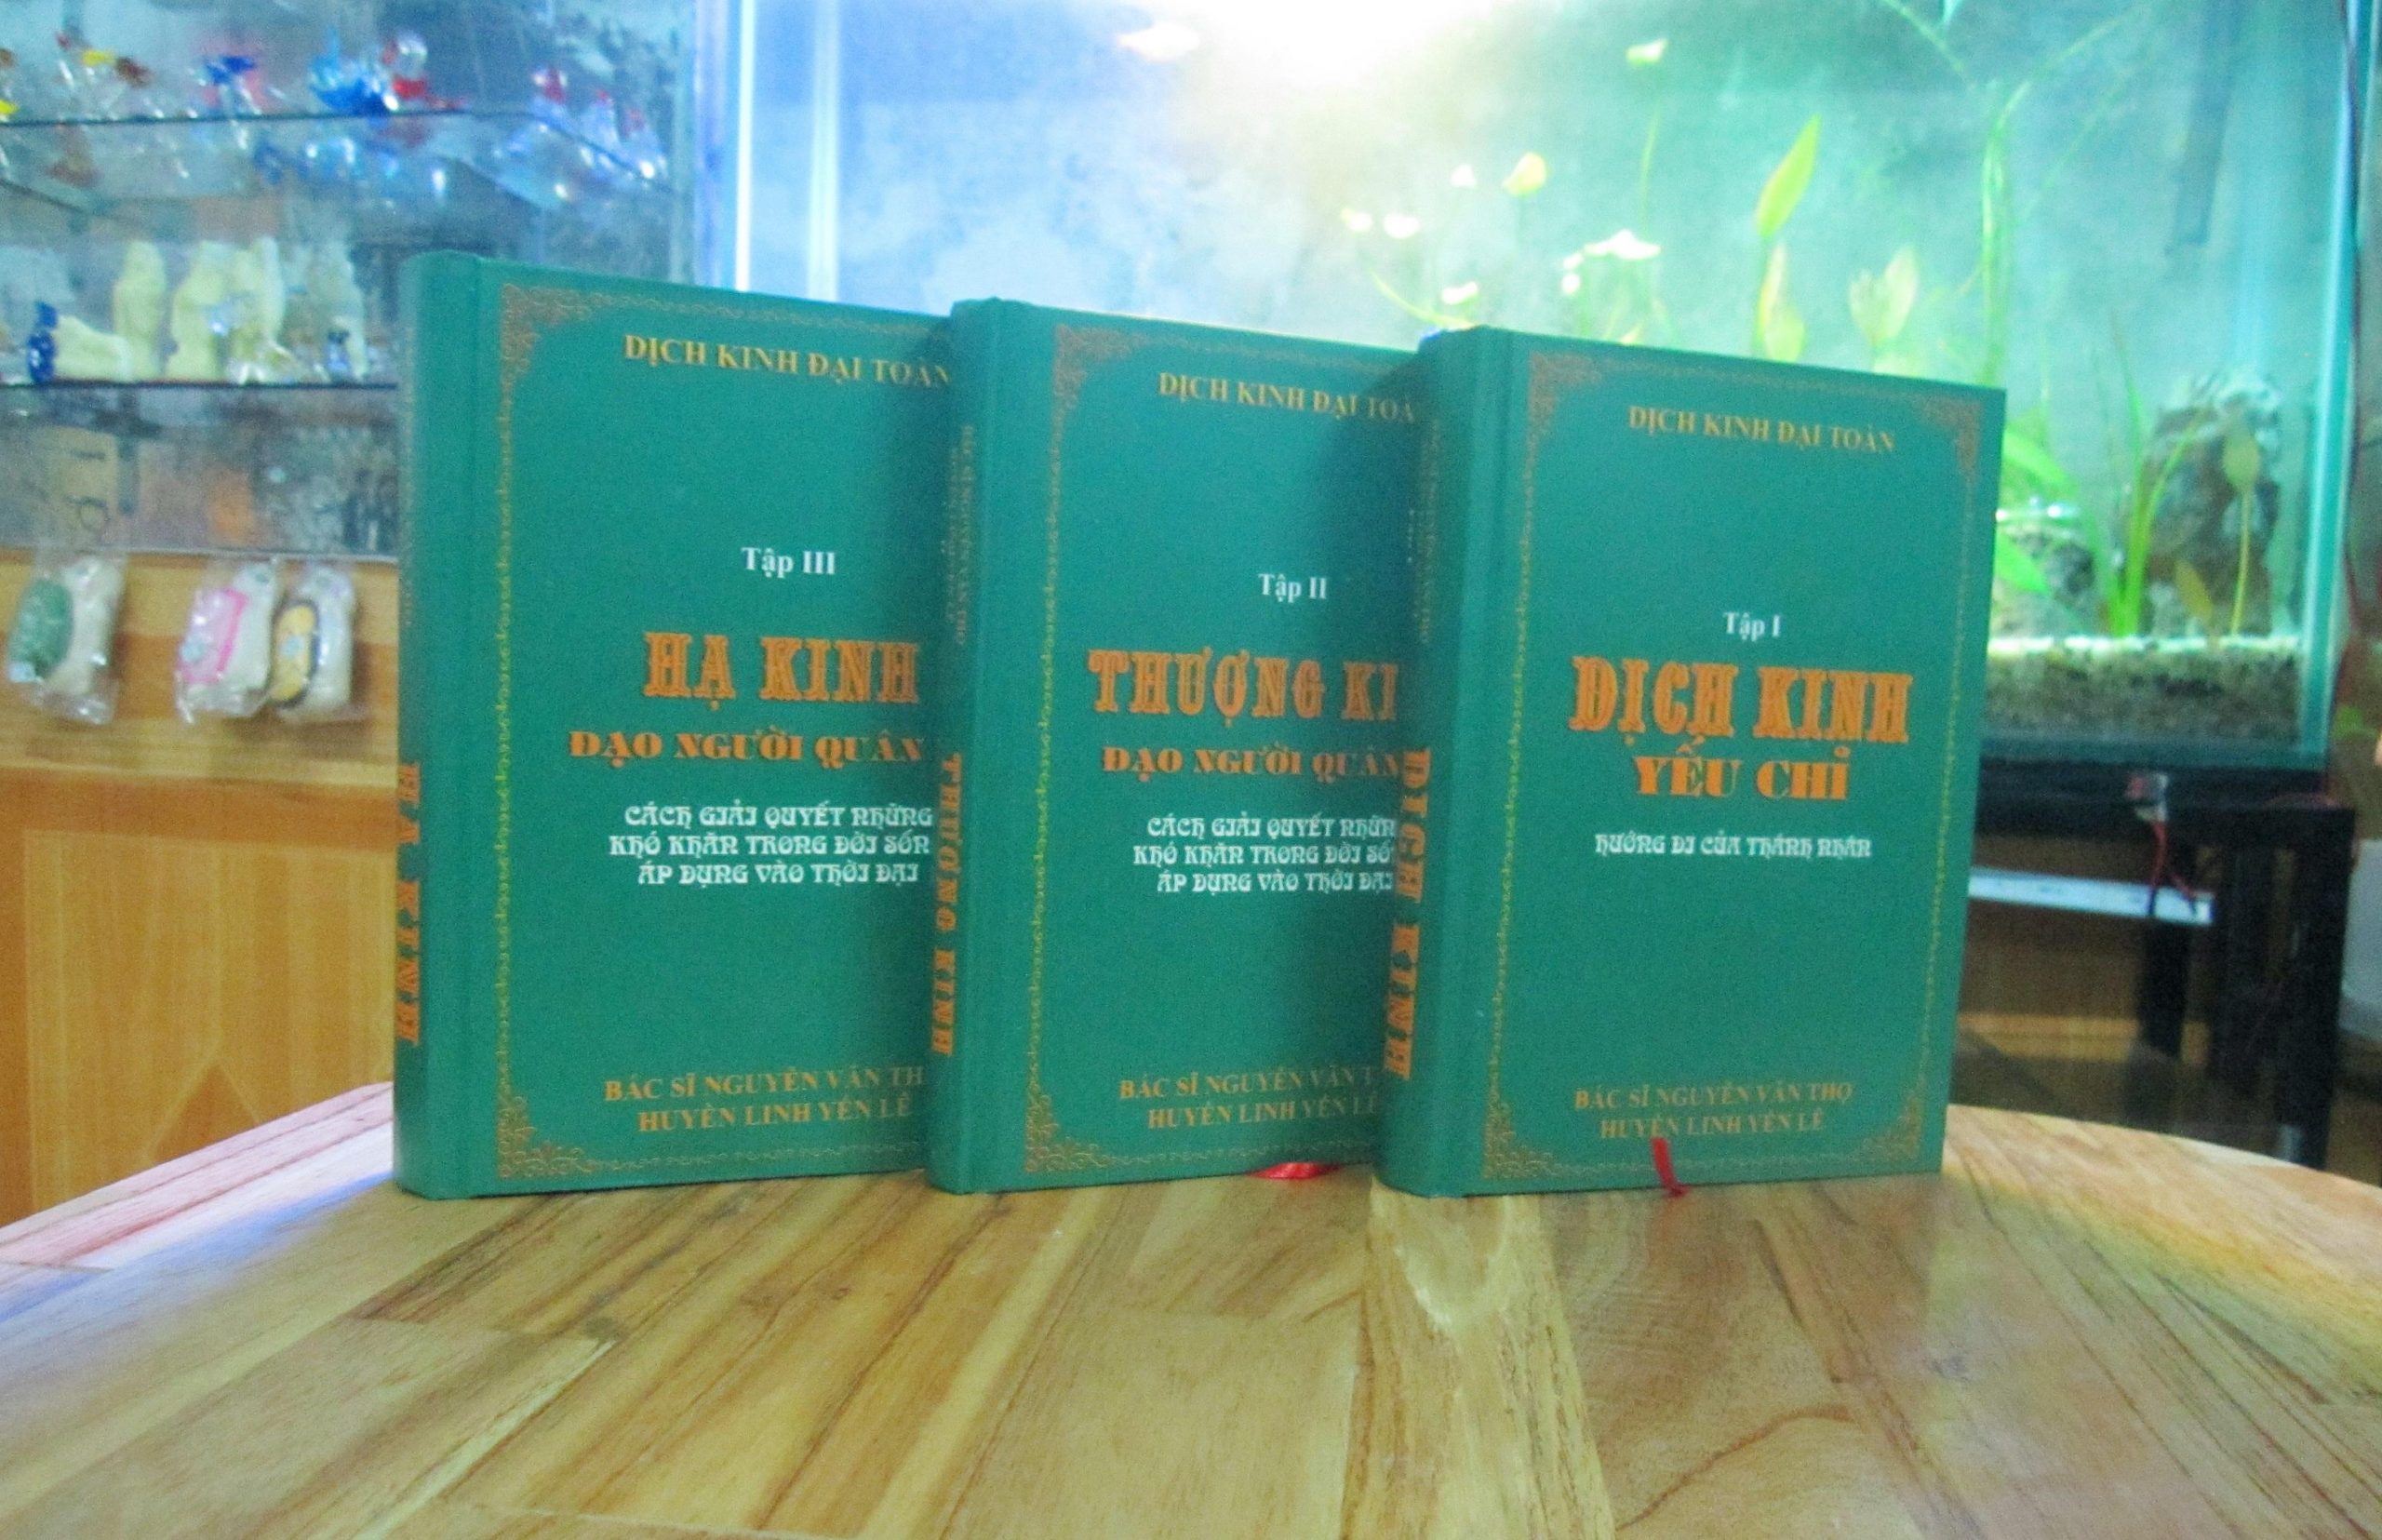 DỊCH KINH ĐẠI TOÀN
Tập III
HẠ KINH
ĐẠO NGƯỜI QUÂN
CÁCH GIẢI QUYẾT NHỮNG
KHÓ KHĂN TRONG ĐỜI SỐN
ÁP DỤNG VÀO THỜI ĐẠI
BÁC SĨ NGUYỄN VĂN TH
HUYỀN LINH YẾN LÊ
HẠ KINH
DỊCH KINH ĐẠI TOÀ
Tập II
THƯỢNG KI
ĐẠO NGƯỜI QUÂN
CÁCH GIẢI QUYẾT NHỮN
KHÓ KHĂN TRONG ĐỜI SỐ
ÁP DỤNG VÀO THỜI ĐẠI
BÁC SĨ NGUYỄN VĂN T
HUYỀN LINH YẾN LÊ
THƯỢNG KINH
DỊCH KINH ĐẠI TOÀN
Tập I
DỊCH KINH
YẾU CHỈ
HƯỚNG ĐI CỦA THÁNH NHÂN
BÁC SĨ NGUYỄN VĂN THỌ
HUYỀN LINH YẾN LÊ
DỊCH KINH